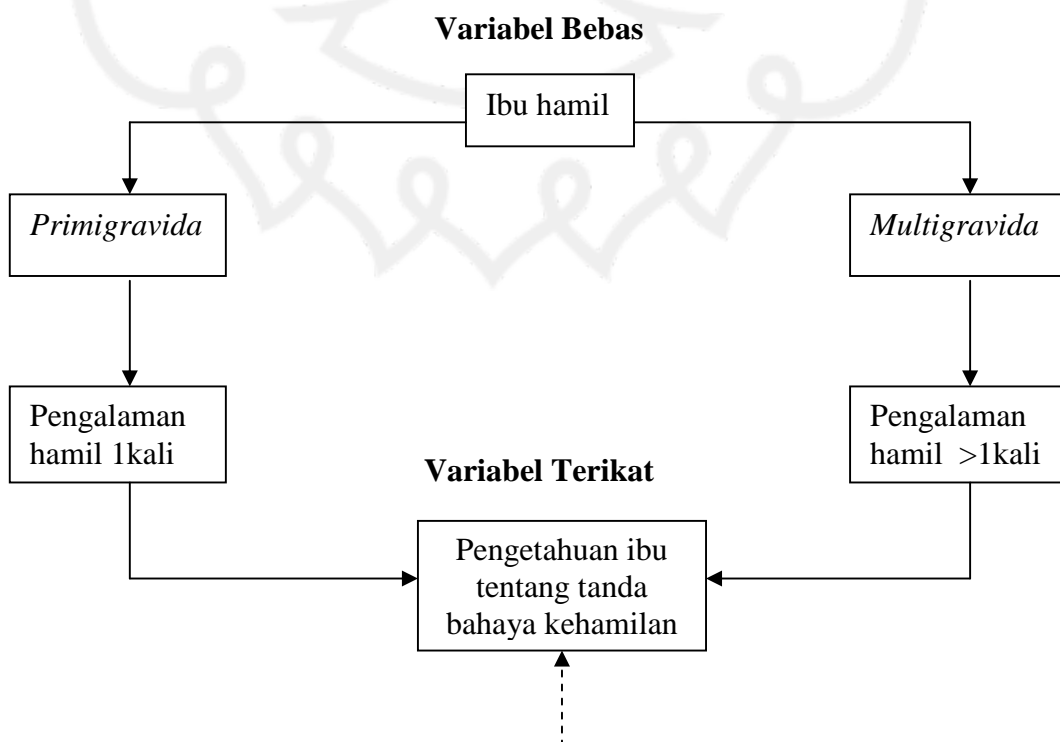 Variabel Bebas
Ibu hamil
Primigravida
Multigravida
Pengalaman
hamil 1kali
Pengalaman
hamil >1kali
Variabel Terikat
Pengetahuan ibu
tentang tanda
bahaya kehamilan